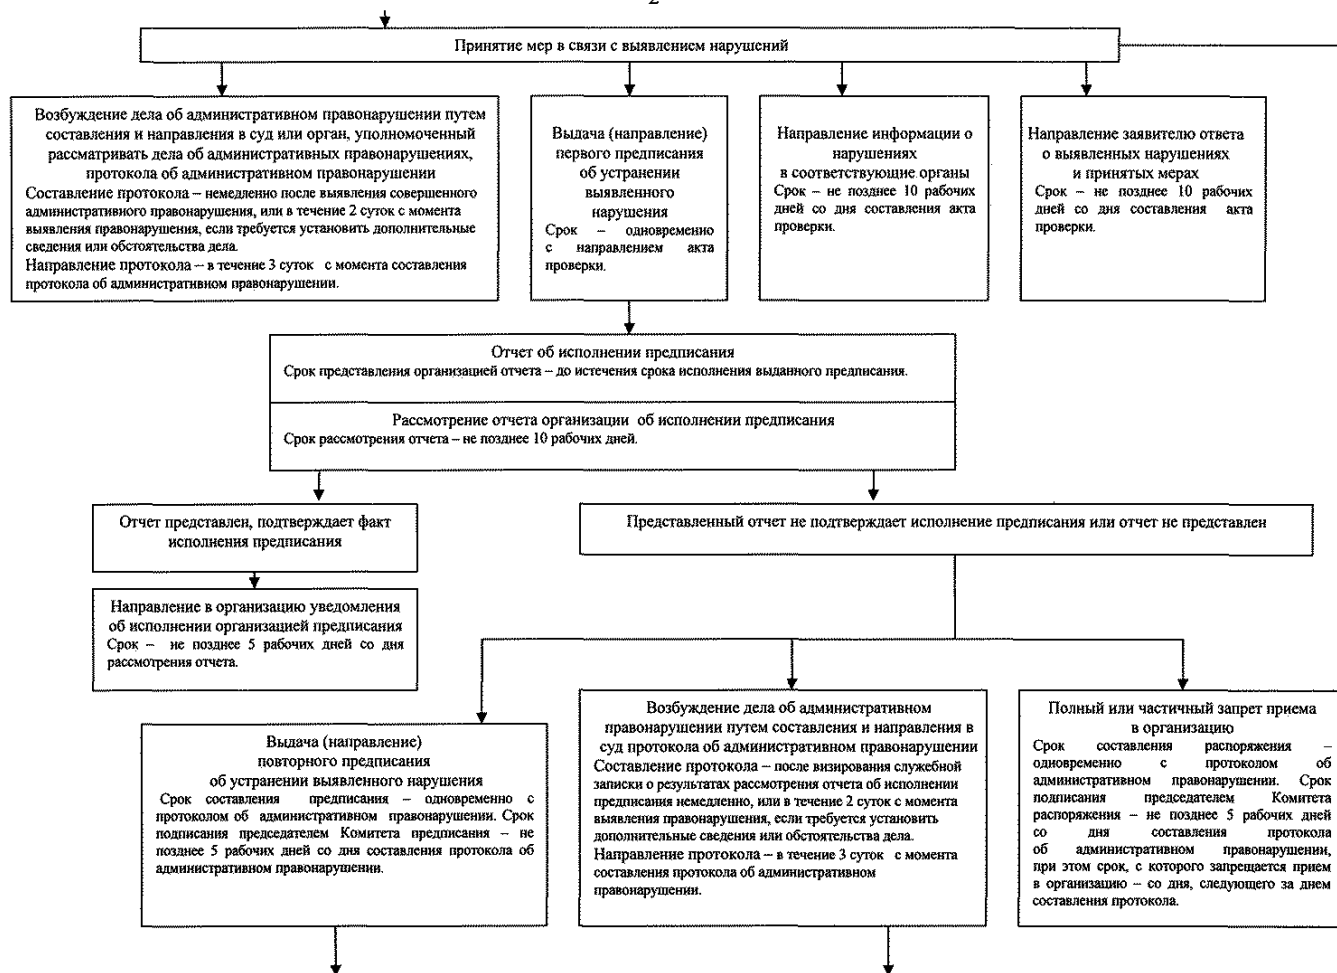 2
Принятие мер в связи с выявлением нарушений
Возбуждение дела об административном правонарушении путем
составления и направления в суд или орган, уполномоченный
рассматривать дела об административных правонарушениях,
протокола об административном правонарушении
Составление протокола – немедленно после выявления совершенного
административного правонарушения, или в течение 2 суток с момента
выявления правонарушения, если требуется установить дополнительные
сведения или обстоятельства дела.
Направление протокола – в течение 3 суток с момента составления
протокола об административном правонарушении.
Выдача (направление)
первого предписания
об устранении
выявленного
нарушения
Срок – одновременно
с направлением акта
проверки.
Направление информации о
нарушениях
в соответствующие органы
Срок – не позднее 10 рабочих
дней со дня составления акта
проверки.
Направление заявителю ответа
о выявленных нарушениях
и принятых мерах
Срок – не позднее 10 рабочих
дней со дня составления акта
проверки.
Отчет об исполнении предписания
Срок представления организацией отчета – до истечения срока исполнения выданного предписания.
Рассмотрение отчета организации об исполнении предписания
Срок рассмотрения отчета – не позднее 10 рабочих дней.
Отчет представлен, подтверждает факт
исполнения предписания
Представленный отчет не подтверждает исполнение предписания или отчет не представлен
Направление в организацию уведомления
об исполнении организацией предписания
Срок – не позднее 5 рабочих дней со дня
рассмотрения отчета.
Выдача (направление)
повторного предписания
об устранении выявленного нарушения
Срок составления предписания – одновременно с
протоколом об административном правонарушении. Срок
подписания председателем Комитета предписания – не
позднее 5 рабочих дней со дня составления протокола об
административном правонарушении.
Возбуждение дела об административном
правонарушении путем составления и направления в
суд протокола об административном правонарушении
Составление протокола – после визирования служебной
записки о результатах рассмотрения отчета об исполнении
предписания немедленно, или в течение 2 суток с момента
выявления правонарушения, если требуется установить
дополнительные сведения или обстоятельства дела.
Направление протокола – в течение 3 суток с момента
составления протокола об административном
правонарушении.
Полный или частичный запрет приема
в организацию
Срок составления распоряжения –
одновременно с протоколом об
административном правонарушении. Срок
подписания председателем Комитета
распоряжения – не позднее 5 рабочих дней
со дня составления протокола
об административном правонарушении,
при этом срок, с которого запрещается прием
в организацию – со дня, следующего за днем
составления протокола.